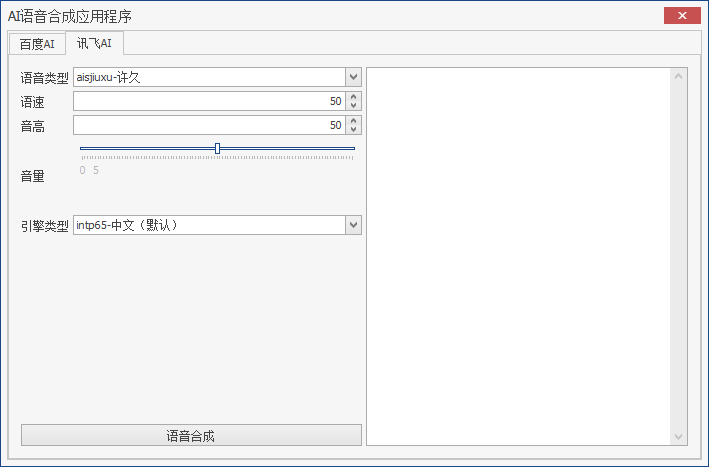 AI语音合成应用程序
百度AI 讯飞AI
语音类型 aisjiuxu-许久
语速 50
音高 50
0 5
音量
引擎类型 intp65-中文（默认）
语音合成